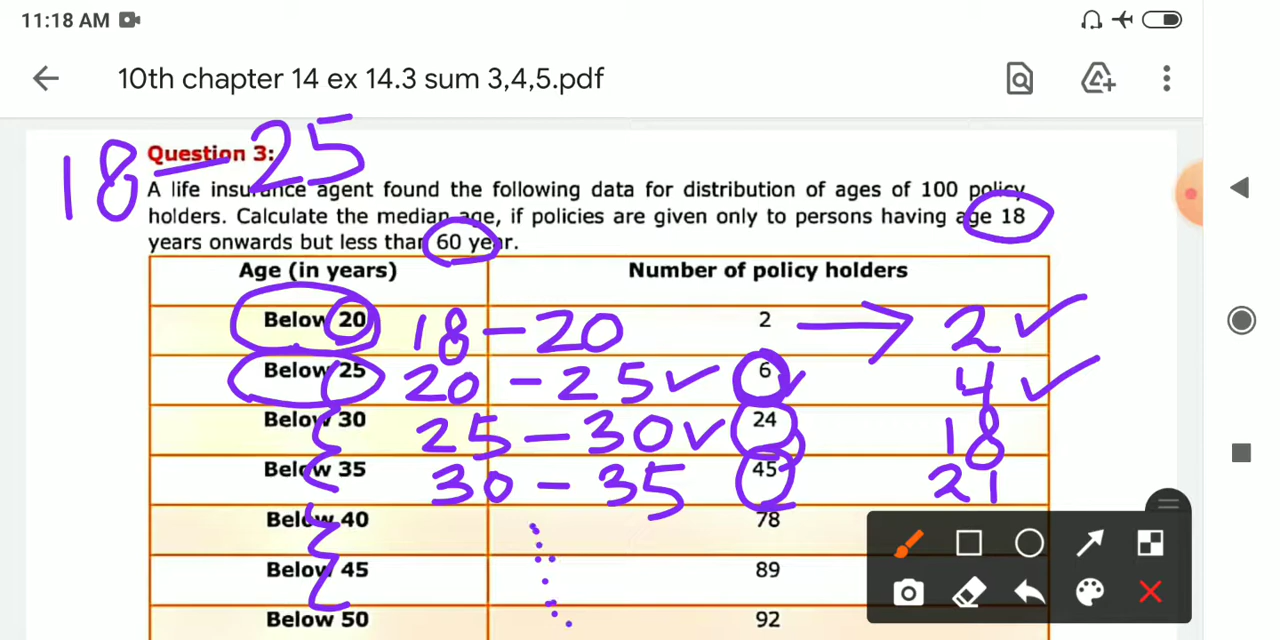 11:18 AM
10th chapter 14 ex 14.3 sum 3,4,5.pdf
18 - 25
Question 3:
A life insurance agent found the following data for distribution of ages of 100 policy
holders. Calculate the median age, if policies are given only to persons having age 18
years onwards but less than 60 year.
Age (in years) Number of policy holders
Below 20 18 - 20 2 → 2 ✓
Below 25 20 - 25 ✓ 6 ✓ 4 ✓
Below 30 25 - 30 ✓ 24 18
Below 35 30 - 35 45 21
Below 40 78
Below 45 89
Below 50 92